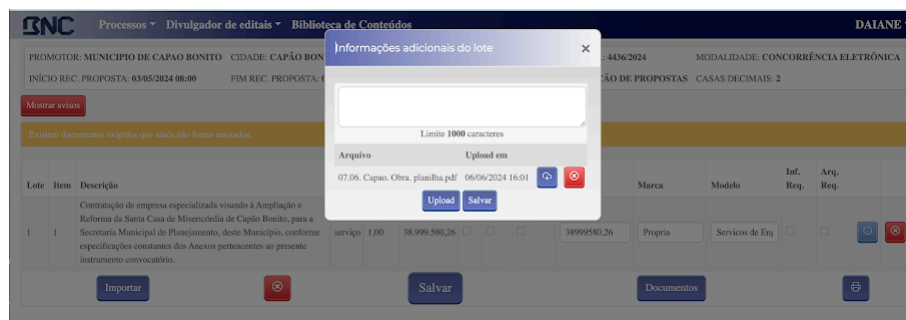 BNC Processos Divulgador de editais Biblioteca de Conteúdos DAIANE
Informações adicionais do lote ×
PROMOTOR: MUNICIPIO DE CAPAO BONITO CIDADE: CAPÃO BON : 4436/2024 MODALIDADE: CONCORRÊNCIA ELETRÔNICA
INÍCIO REC. PROPOSTA: 03/05/2024 08:00 FIM REC. PROPOSTA: ÃO DE PROPOSTAS CASAS DECIMAIS: 2
Mostrar avisos
Existem documentos exigidos que ainda não foram anexados.
Limite 1000 caracteres
Arquivo Upload em
07.06. Capao. Obra. planilha.pdf 06/06/2024 16:01
Upload Salvar
Lote Item Descrição Marca Modelo Inf. Req. Arq. Req.
Contratação de empresa especializada visando à Ampliação e
Reforma da Santa Casa de Misericórdia de Capão Bonito, para a
1 1 Secretaria Municipal de Planejamento, deste Município, conforme serviço 1,00 38.999.580,26 38999580,26 Propria Servicos de Enj
especificações constantes dos Anexos pertencentes ao presente
instrumento convocatório.
Importar Salvar Documentos